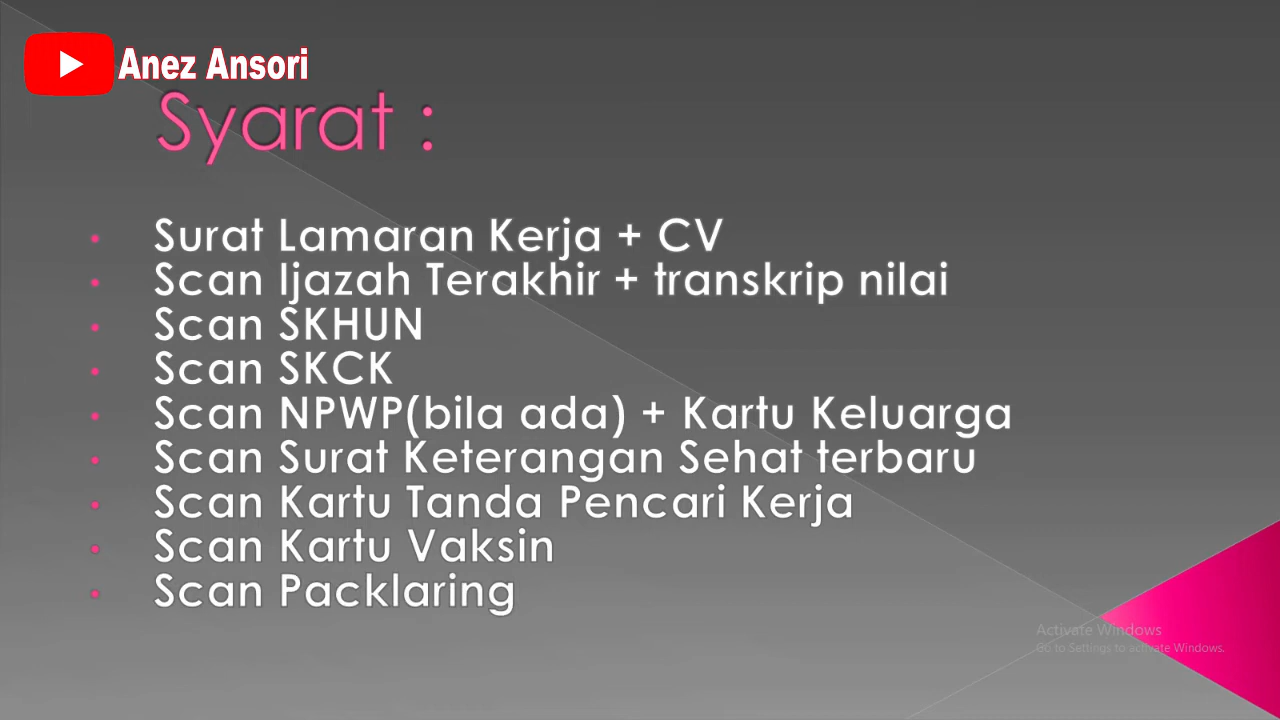 Anez Ansori
Syarat :
• Surat Lamaran Kerja + CV
• Scan Ijazah Terakhir + transkrip nilai
• Scan SKHUN
• Scan SKCK
• Scan NPWP(bila ada) + Kartu Keluarga
• Scan Surat Keterangan Sehat terbaru
• Scan Kartu Tanda Pencari Kerja
• Scan Kartu Vaksin
• Scan Packlaring
Activate Windows
Go to Settings to activate Windows.